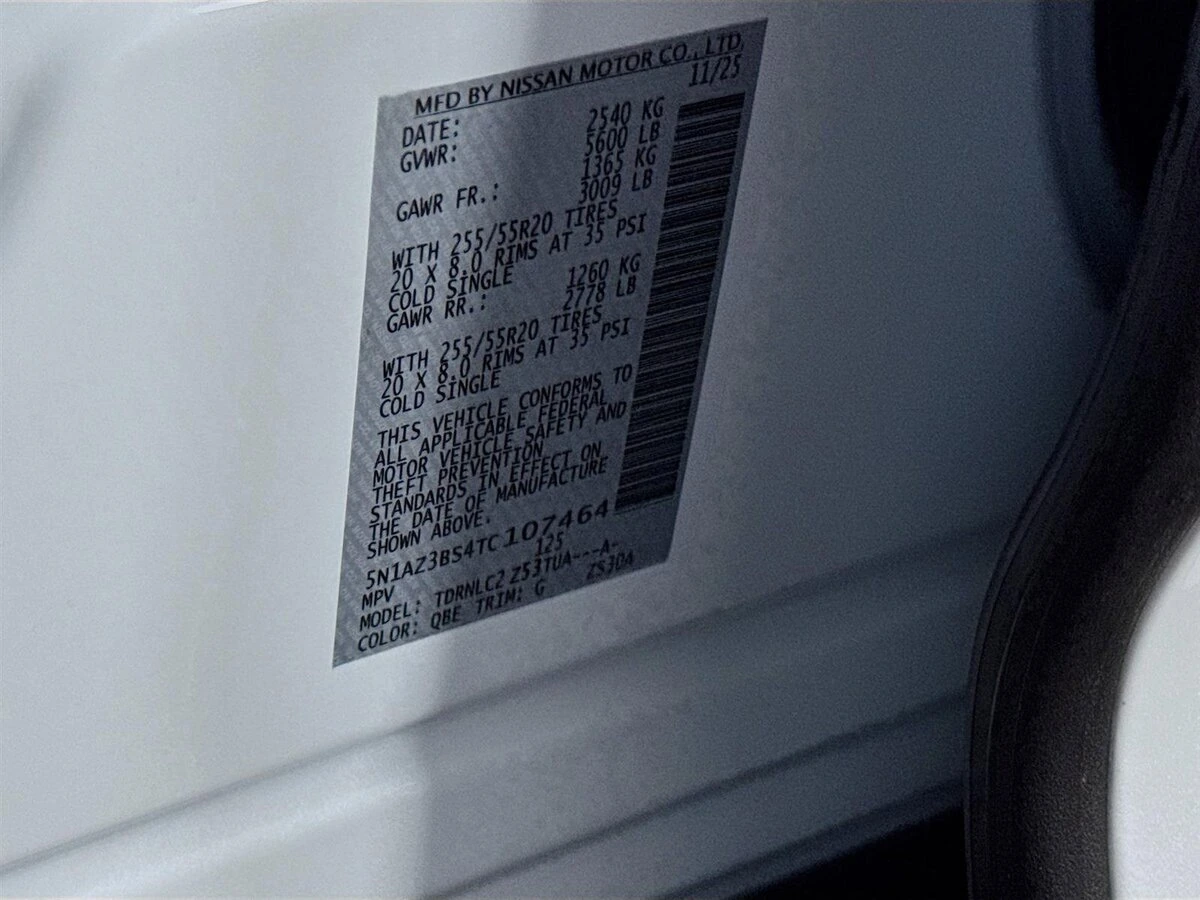 MFD BY NISSAN MOTOR CO., LTD.
DATE: 11/25
GVWR: 2540 KG
5600 LB
GAWR FR.: 1365 KG
3009 LB
WITH 255/55R20 TIRES
20 X 8.0 RIMS AT 35 PSI
COLD SINGLE
GAWR RR.: 1260 KG
2778 LB
WITH 255/55R20 TIRES
20 X 8.0 RIMS AT 35 PSI
COLD SINGLE
THIS VEHICLE CONFORMS TO
ALL APPLICABLE FEDERAL
MOTOR VEHICLE SAFETY AND
THEFT PREVENTION
STANDARDS IN EFFECT ON
THE DATE OF MANUFACTURE
SHOWN ABOVE.
5N1AZ3BS4TC107464
MPV 125
MODEL: TDRNLC2 Z53TUA---A-
COLOR: QBE TRIM: G Z5304